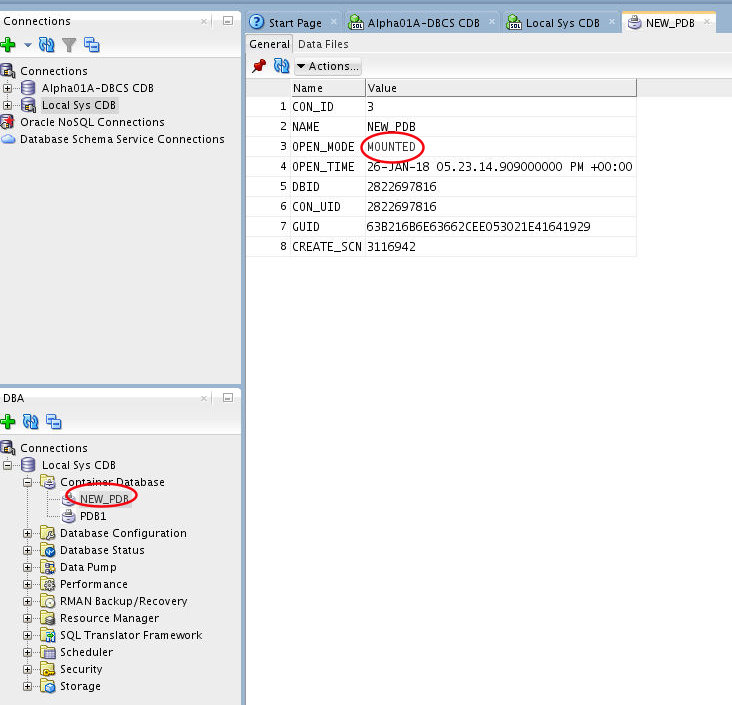 Connections
Connections
Alpha01A-DBCS CDB
Local Sys CDB
Oracle NoSQL Connections
Database Schema Service Connections
DBA
Connections
Local Sys CDB
Container Database
NEW_PDB
PDB1
Database Configuration
Database Status
Data Pump
Performance
RMAN Backup/Recovery
Resource Manager
SQL Translator Framework
Scheduler
Security
Storage
Start Page Alpha01A-DBCS CDB Local Sys CDB NEW_PDB
General Data Files
Actions...
Name Value
1 CON_ID 3
2 NAME NEW_PDB
3 OPEN_MODE MOUNTED
4 OPEN_TIME 26-JAN-18 05.23.14.909000000 PM +00:00
5 DBID 2822697816
6 CON_UID 2822697816
7 GUID 63B216B6E63662CEE053021E41641929
8 CREATE_SCN 3116942